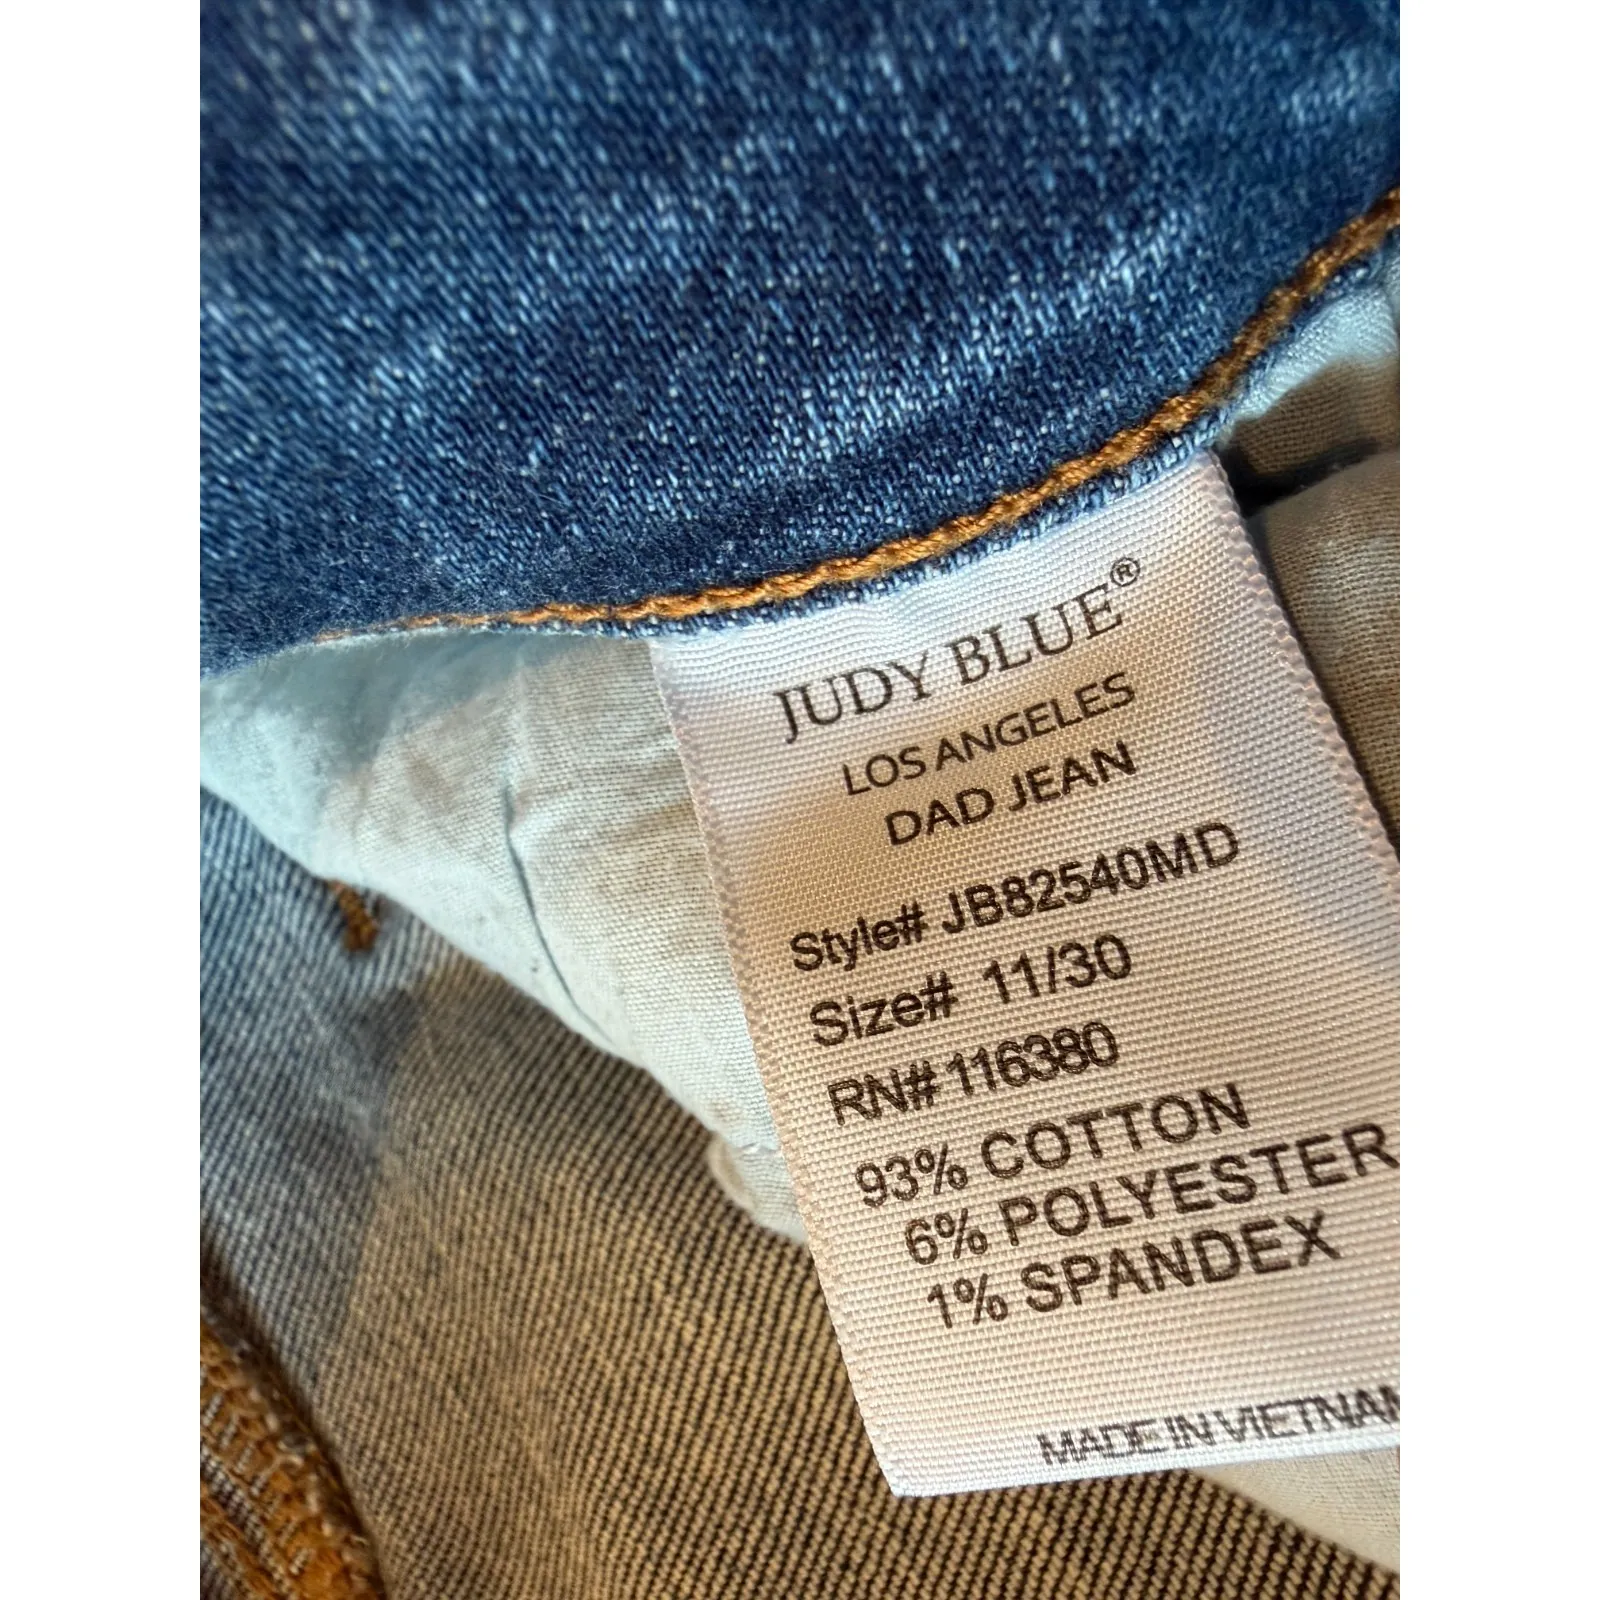 JUDY BLUE®
LOS ANGELES
DAD JEAN
Style# JB82540MD
Size# 11/30
RN# 116380
93% COTTON
6% POLYESTER
1% SPANDEX
MADE IN VIETNAM